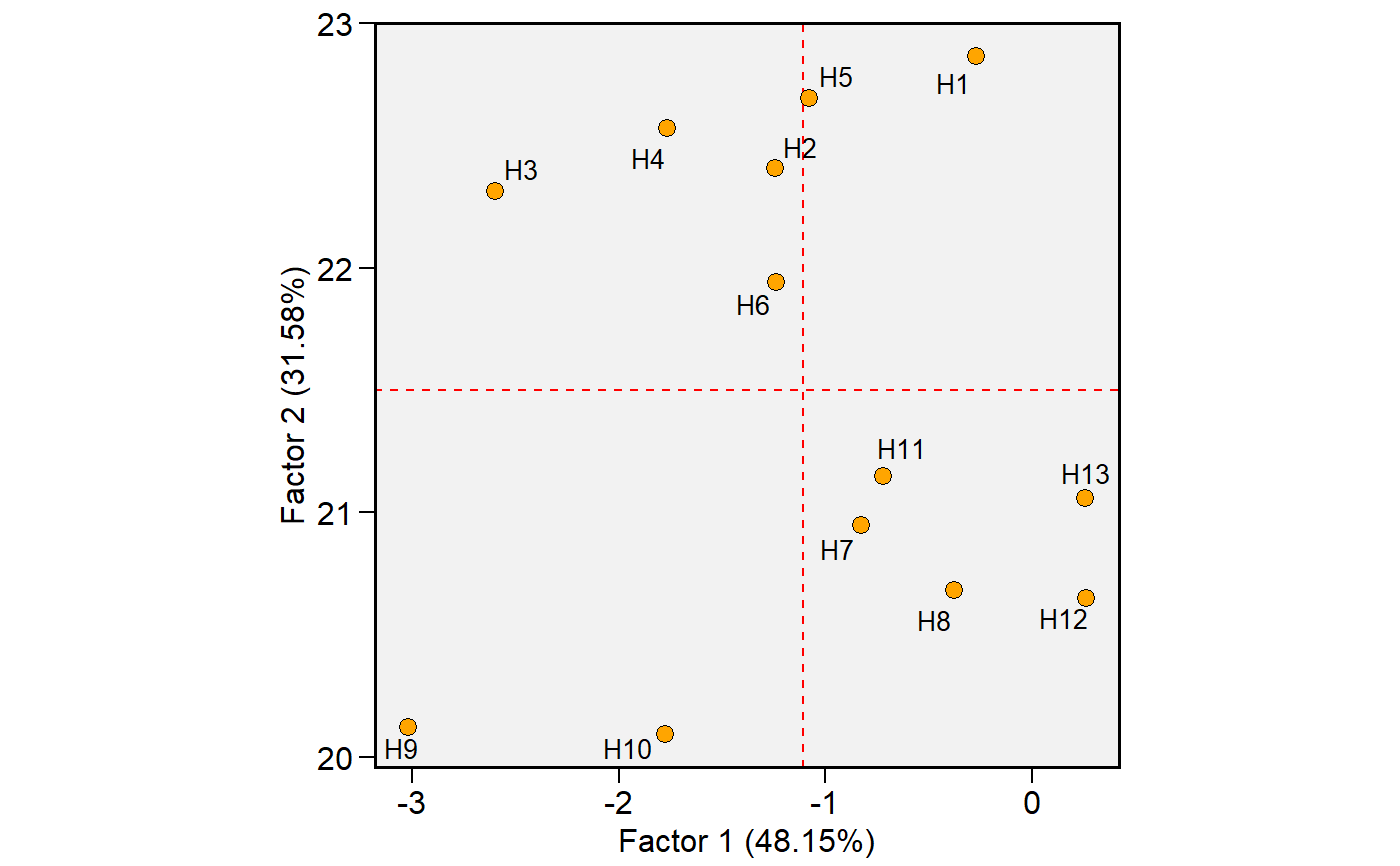 23
H5
H1
H2
H4
H3
22
H6
Factor 2 (31.58%)
H11
H13
21
H7
H8
H12
H9
H10
20
-3
-2
-1
0
Factor 1 (48.15%)